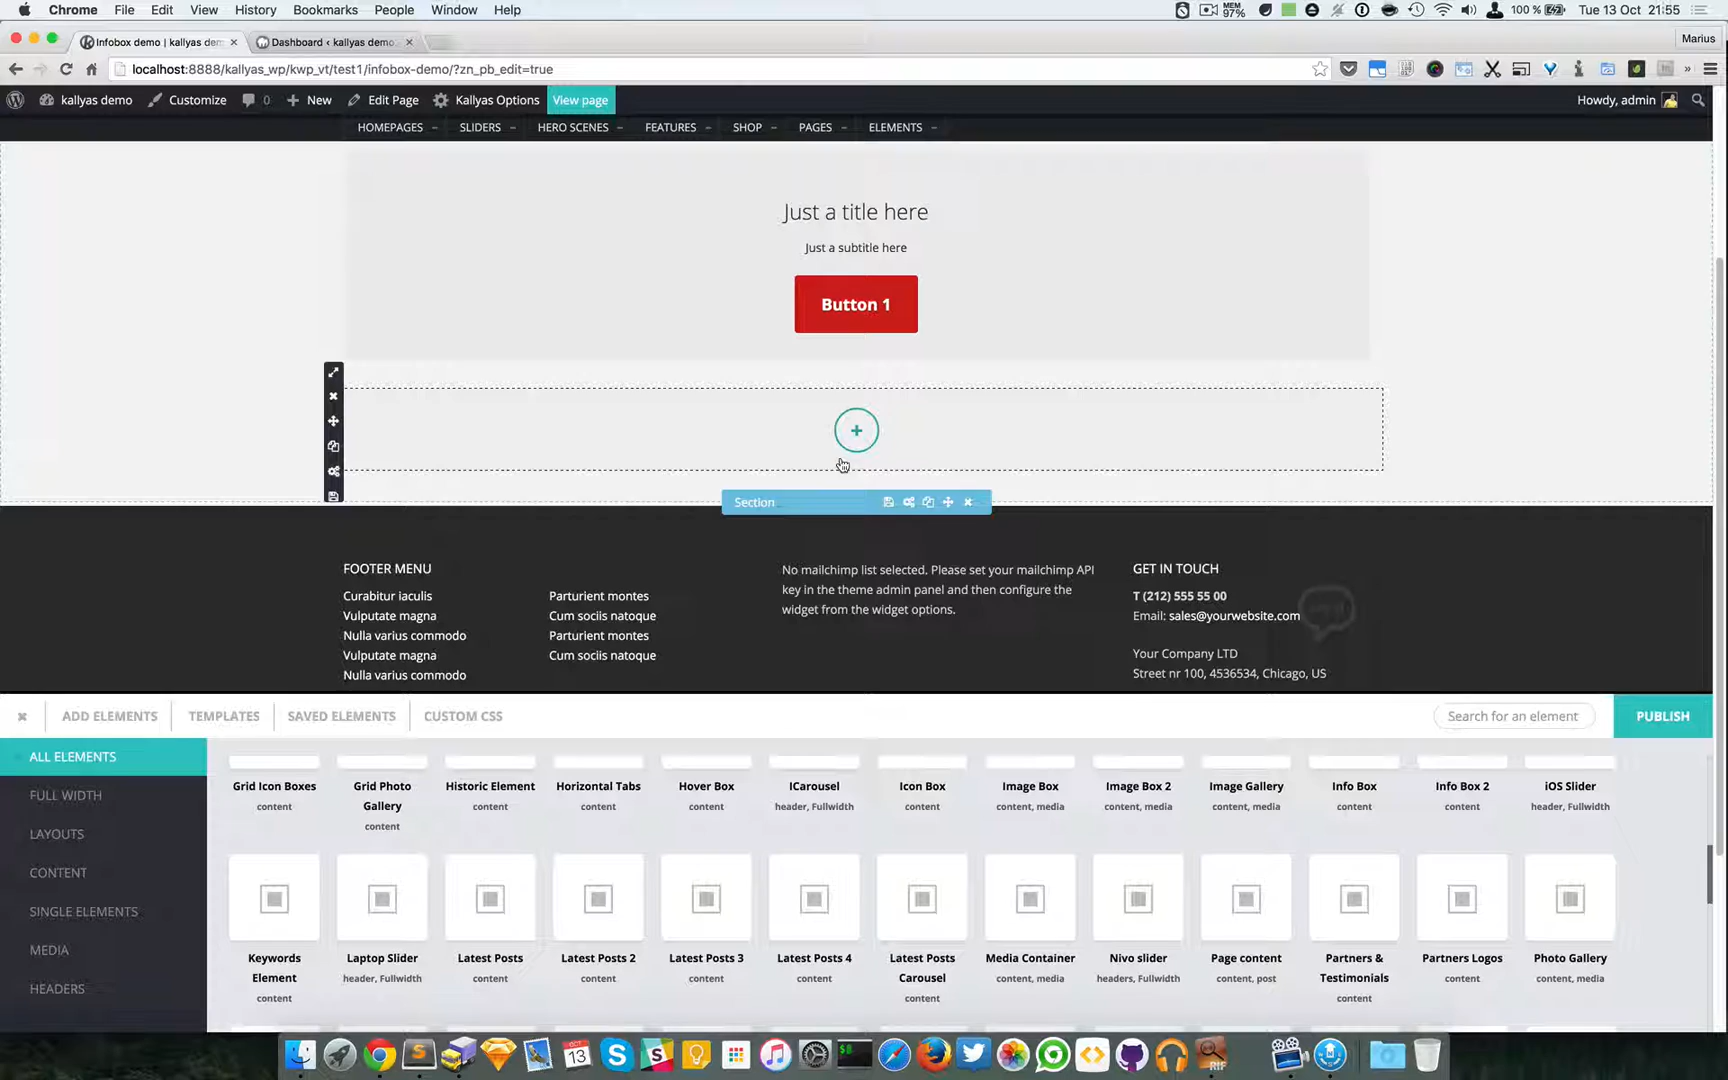 Chrome File Edit View History Bookmarks People Window Help
MEM 97% 100 % Tue 13 Oct 21:55
Infobox demo | kallyas dem Dashboard ‹ kallyas demo Marius
localhost:8888/kallyas_wp/kwp_vt/test1/infobox-demo/?zn_pb_edit=true
kallyas demo Customize 0 New Edit Page Kallyas Options View page Howdy, admin
HOMEPAGES SLIDERS HERO SCENES FEATURES SHOP PAGES ELEMENTS
Just a title here
Just a subtitle here
Button 1
Section
FOOTER MENU
Curabitur iaculis
Vulputate magna
Nulla varius commodo
Vulputate magna
Nulla varius commodo
Parturient montes
Cum sociis natoque
Parturient montes
Cum sociis natoque
No mailchimp list selected. Please set your mailchimp API
key in the theme admin panel and then configure the
widget from the widget options.
GET IN TOUCH
T (212) 555 55 00
Email: sales@yourwebsite.com
Your Company LTD
Street nr 100, 4536534, Chicago, US
ADD ELEMENTS TEMPLATES SAVED ELEMENTS CUSTOM CSS Search for an element PUBLISH
ALL ELEMENTS
FULL WIDTH
LAYOUTS
CONTENT
SINGLE ELEMENTS
MEDIA
HEADERS
Grid Icon Boxes
content
Grid Photo
Gallery
content
Historic Element
content
Horizontal Tabs
content
Hover Box
content
ICarousel
header, Fullwidth
Icon Box
content
Image Box
content, media
Image Box 2
content, media
Image Gallery
content, media
Info Box
content
Info Box 2
content
iOS Slider
header, Fullwidth
Keywords
Element
content
Laptop Slider
header, Fullwidth
Latest Posts
content
Latest Posts 2
content
Latest Posts 3
content
Latest Posts 4
content
Latest Posts
Carousel
content
Media Container
content, media
Nivo slider
headers, Fullwidth
Page content
content, post
Partners &
Testimonials
content
Partners Logos
content
Photo Gallery
content, media
13
RIF